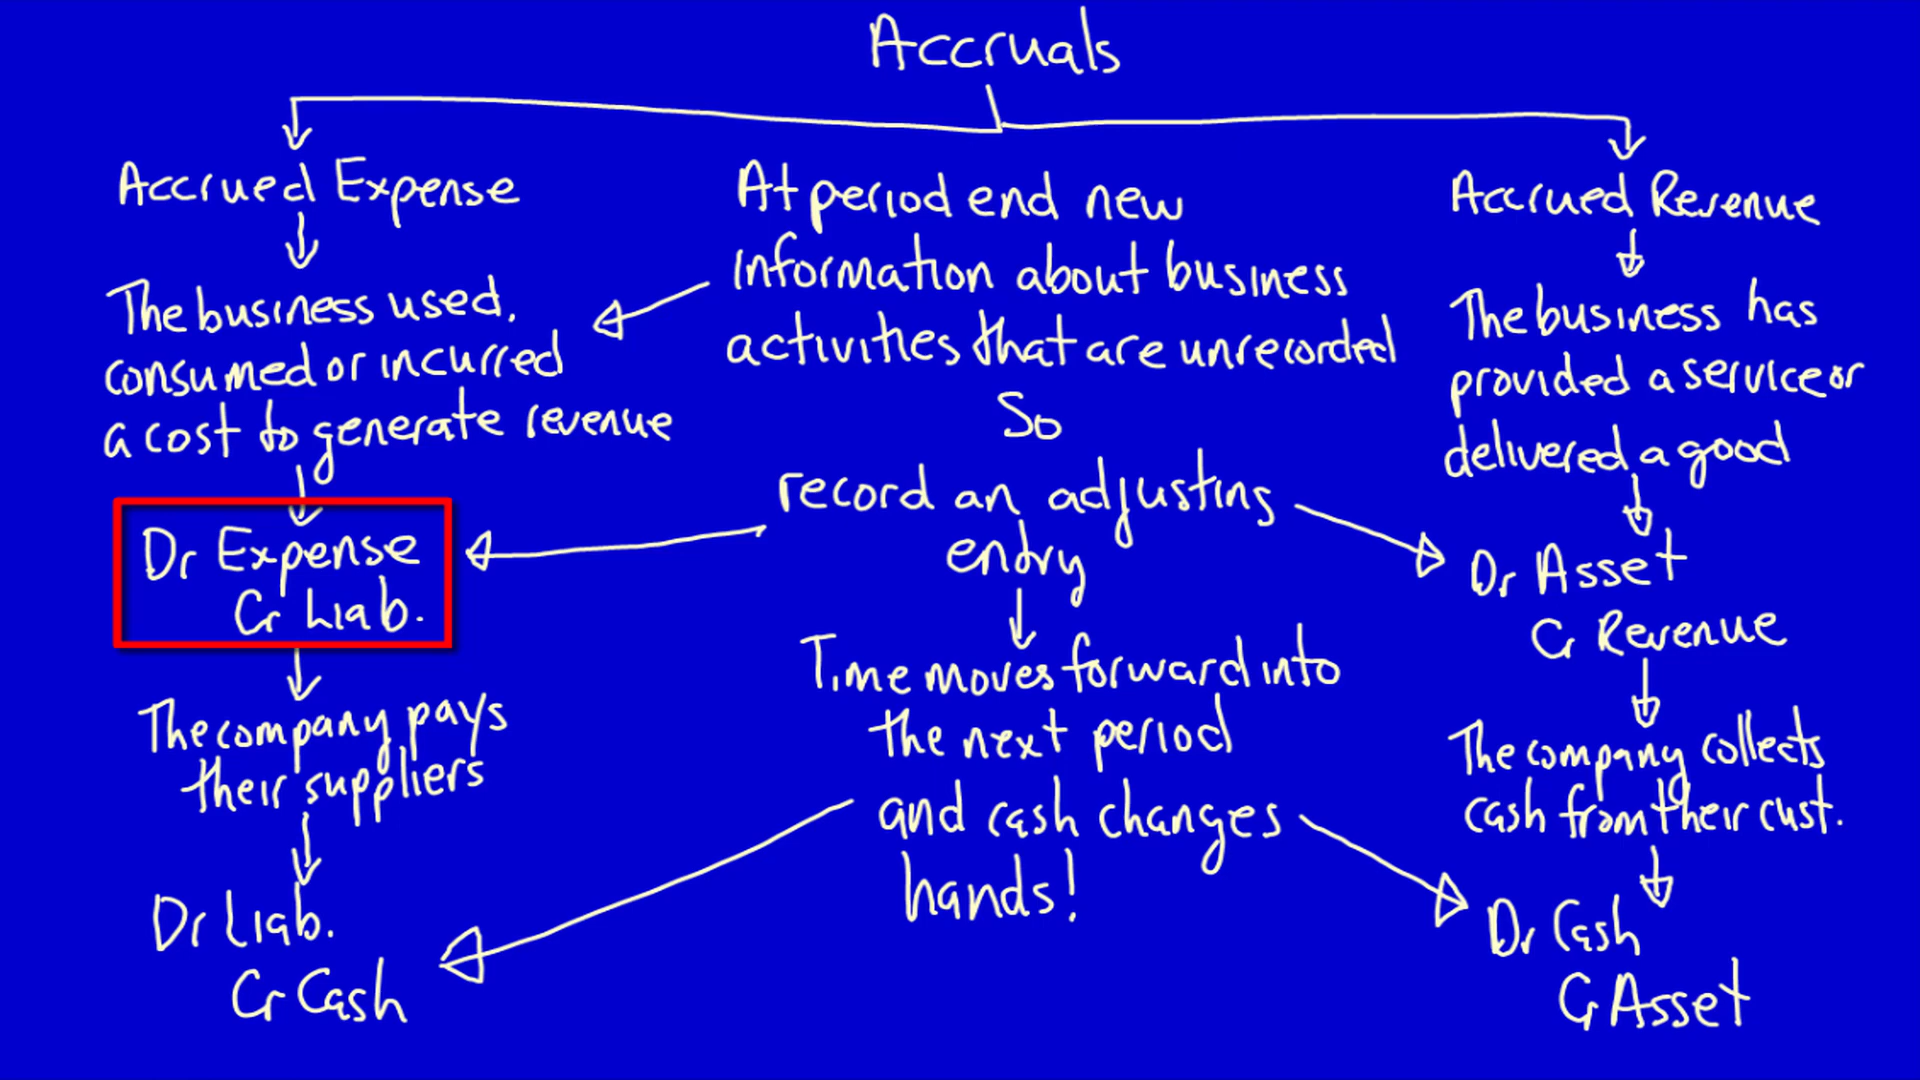 Accruals
Accrued Expense
The business used,
consumed or incurred
a cost to generate revenue
Dr Expense
Cr Liab.
The company pays
their suppliers
Dr Liab.
Cr Cash
At period end new
information about business
activities that are unrecorded
So
record an adjusting
entry
Time moves forward into
the next period
and cash changes
hands!
Accrued Revenue
The business has
provided a service or
delivered a good
Dr Asset
Cr Revenue
The company collects
cash from their cust.
Dr Cash
Cr Asset